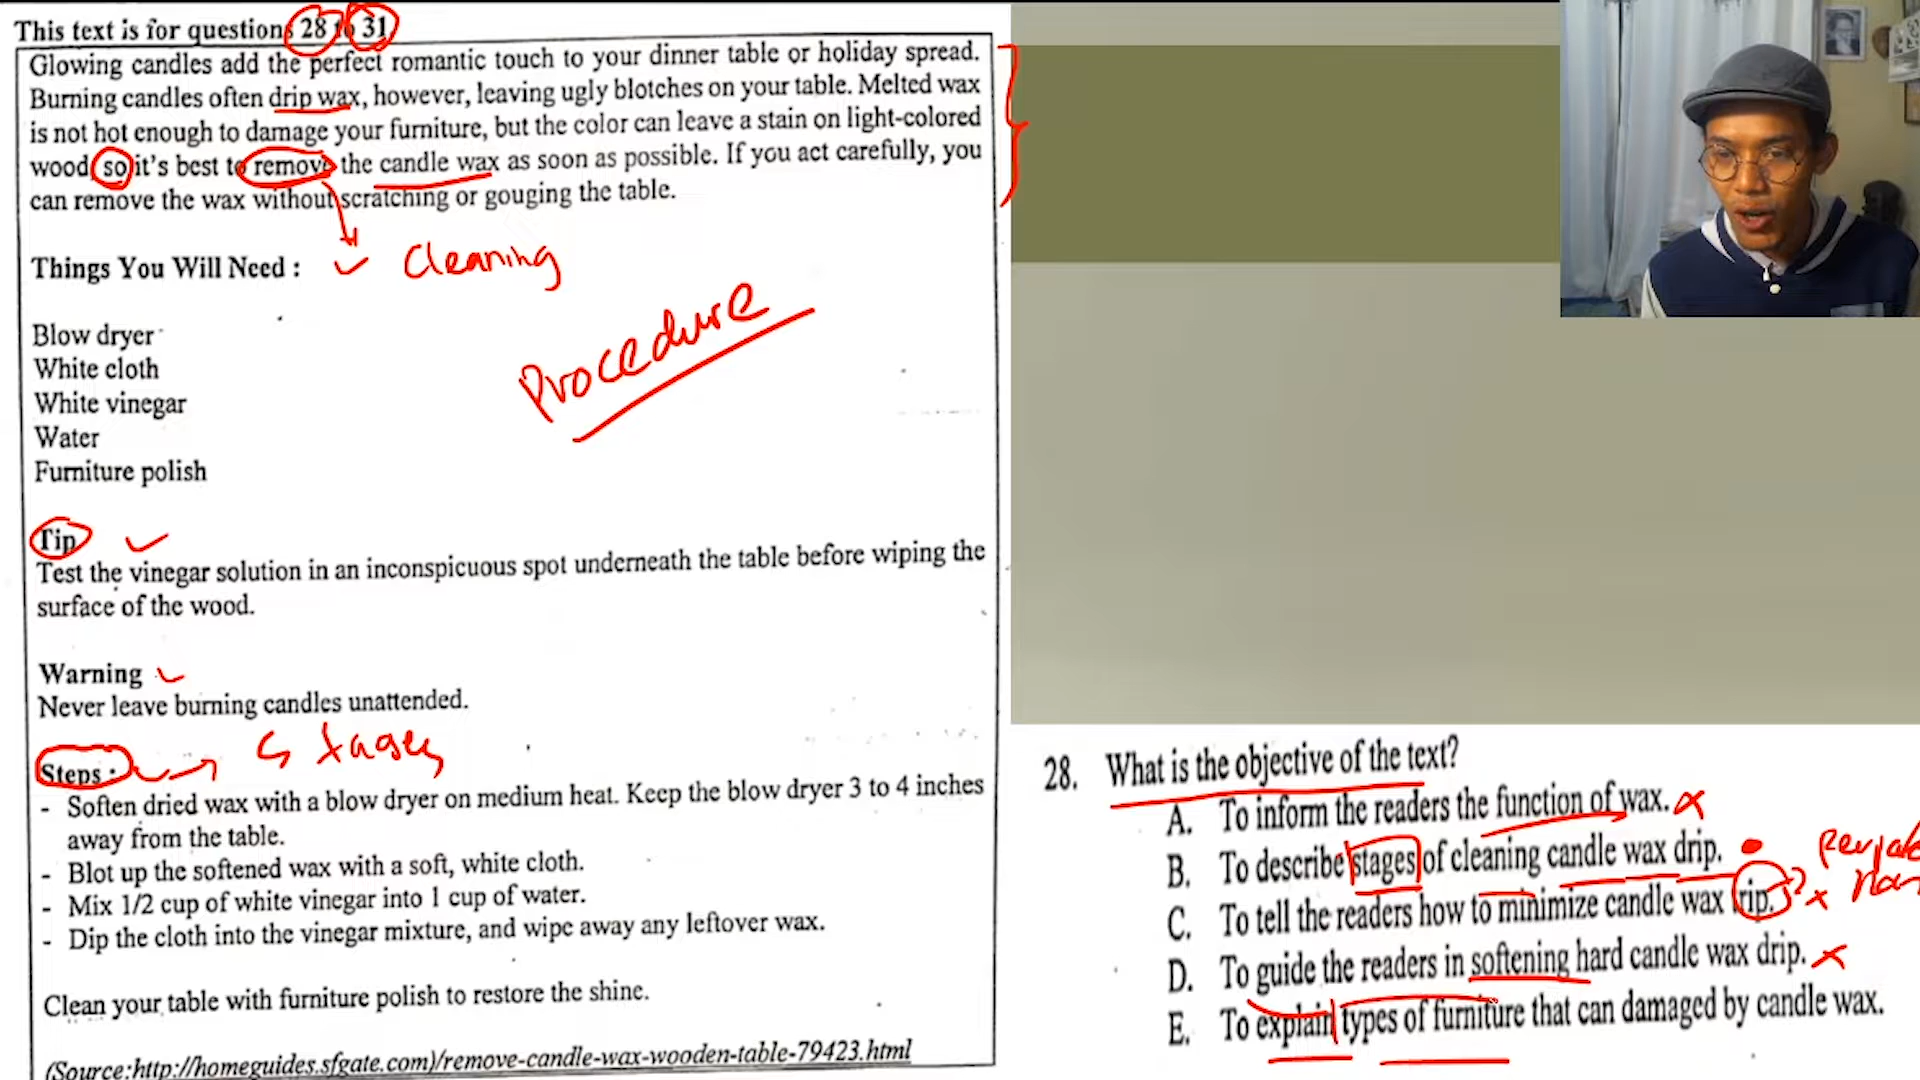 This text is for questions 28 to 31
Glowing candles add the perfect romantic touch to your dinner table or holiday spread.
Burning candles often drip wax, however, leaving ugly blotches on your table. Melted wax
is not hot enough to damage your furniture, but the color can leave a stain on light-colored
wood so it's best to remove the candle wax as soon as possible. If you act carefully, you
can remove the wax without scratching or gouging the table.
Things You Will Need :
Cleaning
Procedure
Blow dryer
White cloth
White vinegar
Water
Furniture polish
Tip
Test the vinegar solution in an inconspicuous spot underneath the table before wiping the
surface of the wood.
Warning
Never leave burning candles unattended.
Steps :
Stages
- Soften dried wax with a blow dryer on medium heat. Keep the blow dryer 3 to 4 inches
away from the table.
- Blot up the softened wax with a soft, white cloth.
- Mix 1/2 cup of white vinegar into 1 cup of water.
- Dip the cloth into the vinegar mixture, and wipe away any leftover wax.
Clean your table with furniture polish to restore the shine.
(Source:http://homeguides.sfgate.com)/remove-candle-wax-wooden-table-79423.html
28. What is the objective of the text?
A. To inform the readers the function of wax.
B. To describe stages of cleaning candle wax drip.
C. To tell the readers how to minimize candle wax trip.
D. To guide the readers in softening hard candle wax drip.
E. To explain types of furniture that can damaged by candle wax.